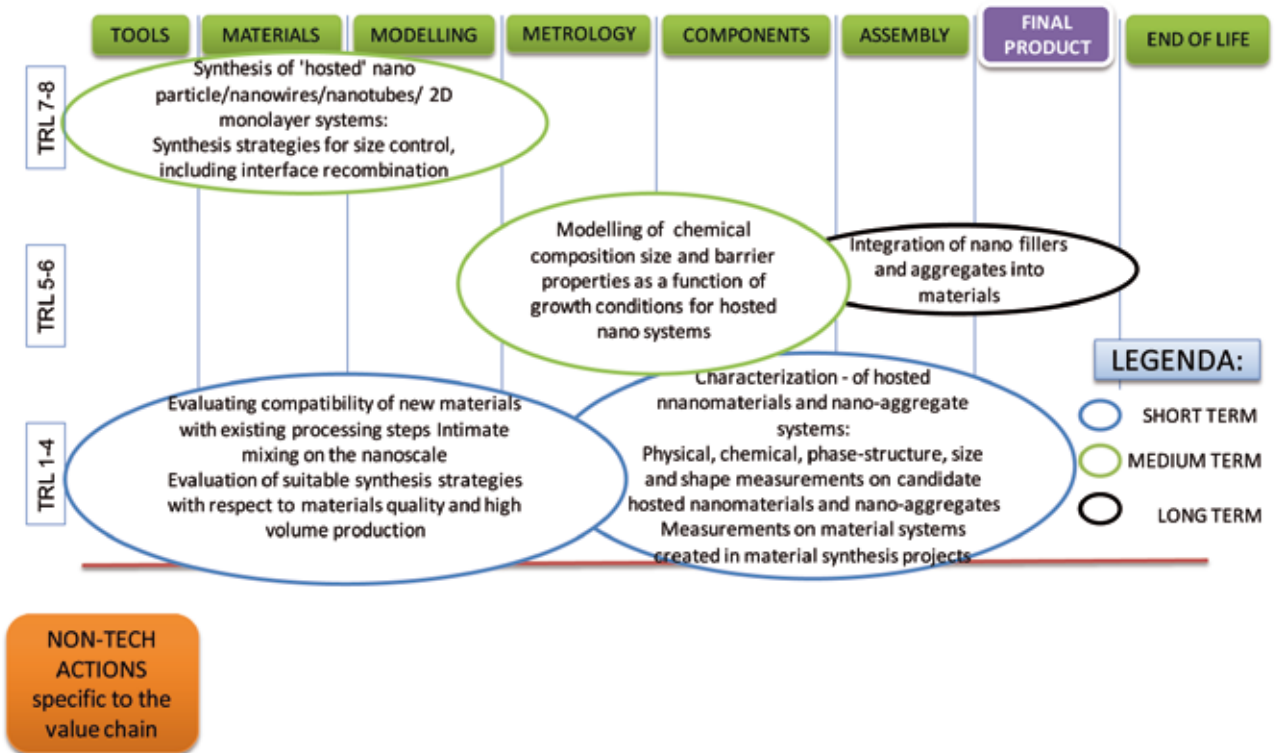 TOOLS
MATERIALS
MODELLING
METROLOGY
COMPONENTS
ASSEMBLY
FINAL
PRODUCT
END OF LIFE
TRL 7-8
Synthesis of 'hosted' nano
particle/nanowires/nanotubes/ 2D
monolayer systems:
Synthesis strategies for size control,
including interface recombination
TRL 5-6
Modelling of chemical
composition size and barrier
properties as a function of
growth conditions for hosted
nano systems
Integration of nano fillers
and aggregates into
materials
TRL 1-4
Evaluating compatibility of new materials
with existing processing steps Intimate
mixing on the nanoscale
Evaluation of suitable synthesis strategies
with respect to materials quality and high
volume production
Characterization - of hosted
nnanomaterials and nano-aggregate
systems:
Physical, chemical, phase-structure, size
and shape measurements on candidate
hosted nanomaterials and nano-aggregates
Measurements on material systems
created in material synthesis projects
LEGENDA:
SHORT TERM
MEDIUM TERM
LONG TERM
NON-TECH
ACTIONS
specific to the
value chain